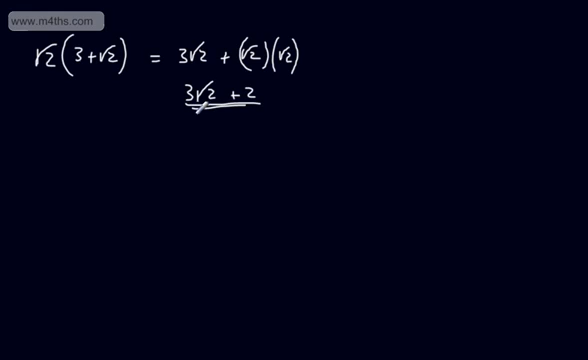 www.m4ths.com
√2(3+√2) = 3√2 + (√2)(√2)
3√2 + 2